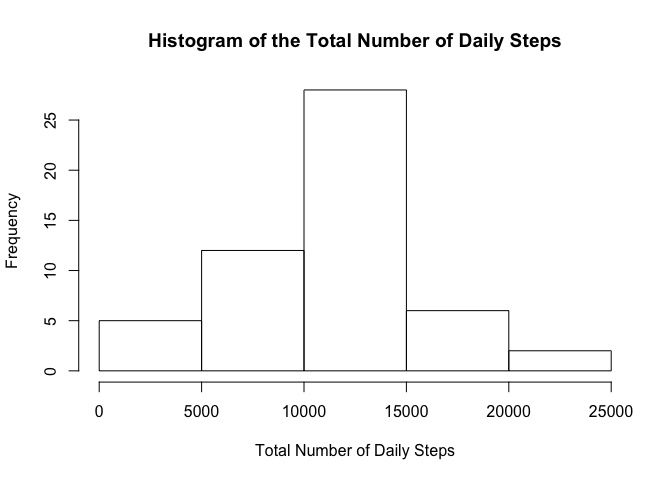 Histogram of the Total Number of Daily Steps
Frequency
25
20
15
10
5
0
0 5000 10000 15000 20000 25000
Total Number of Daily Steps